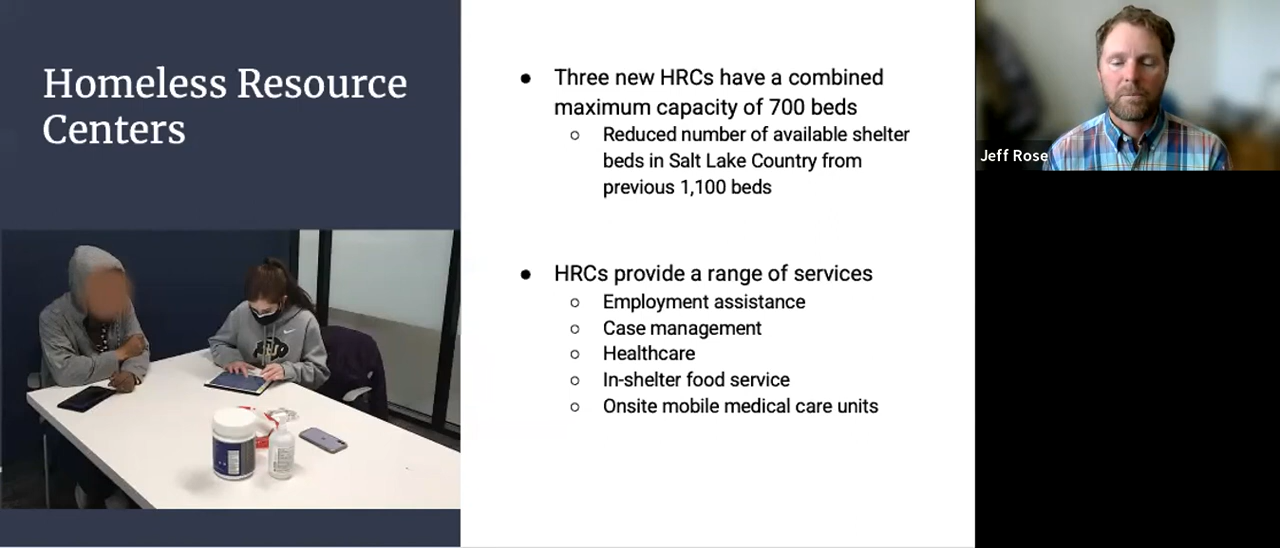 Homeless Resource
Centers
● Three new HRCs have a combined
maximum capacity of 700 beds
○ Reduced number of available shelter
beds in Salt Lake Country from
previous 1,100 beds
● HRCs provide a range of services
○ Employment assistance
○ Case management
○ Healthcare
○ In-shelter food service
○ Onsite mobile medical care units
Jeff Rose